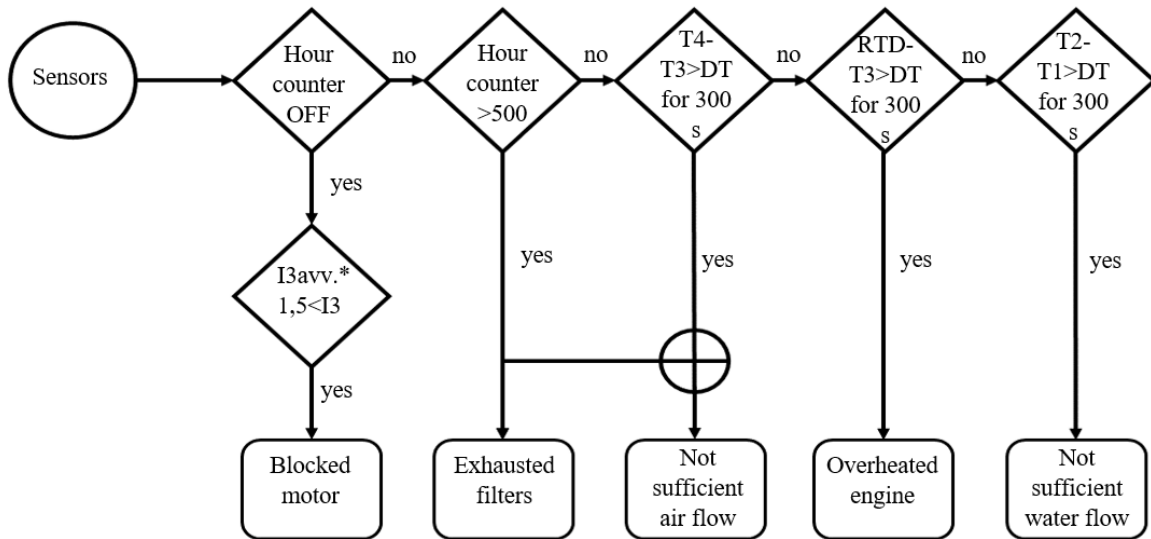 Sensors
Hour
counter
OFF
no
Hour
counter
>500
no
T4-
T3>DT
for 300
s
no
RTD-
T3>DT
for 300
s
no
T2-
T1>DT
for 300
s
yes
I3avv.*
1,5<I3
yes
yes
yes
yes
yes
Blocked
motor
Exhausted
filters
Not
sufficient
air flow
Overheated
engine
Not
sufficient
water flow